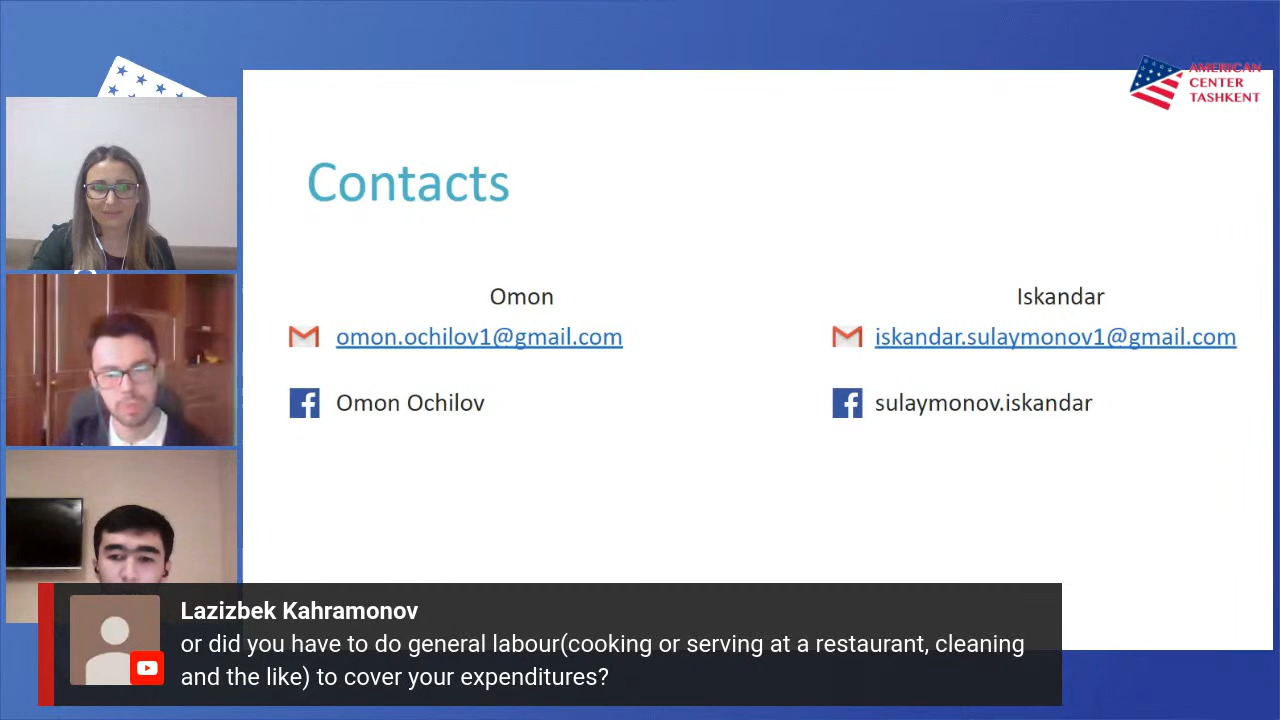 AMERICAN
CENTER
TASHKENT
Contacts
Omon
omon.ochilov1@gmail.com
Omon Ochilov
Iskandar
iskandar.sulaymonov1@gmail.com
sulaymonov.iskandar
Lazizbek Kahramonov
or did you have to do general labour(cooking or serving at a restaurant, cleaning
and the like) to cover your expenditures?